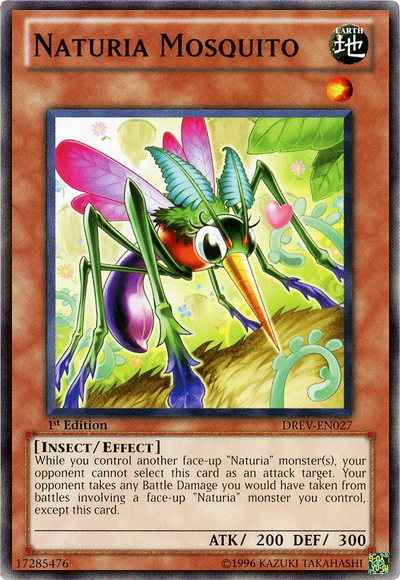 NATURIA MOSQUITO
EARTH
地
1st Edition
DREV-EN027
[INSECT/EFFECT]
While you control another face-up "Naturia" monster(s), your
opponent cannot select this card as an attack target. Your
opponent takes any Battle Damage you would have taken from
battles involving a face-up "Naturia" monster you control,
except this card.
ATK/ 200 DEF/ 300
17285476
©1996 KAZUKI TAKAHASHI